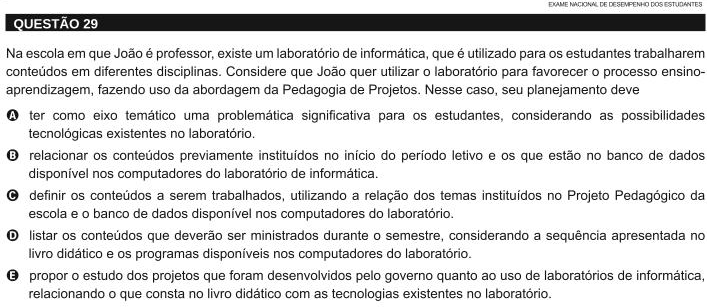 EXAME NACIONAL DE DESEMPENHO DOS ESTUDANTES
QUESTÃO 29
Na escola em que João é professor, existe um laboratório de informática, que é utilizado para os estudantes trabalharem
conteúdos em diferentes disciplinas. Considere que João quer utilizar o laboratório para favorecer o processo ensino-
aprendizagem, fazendo uso da abordagem da Pedagogia de Projetos. Nesse caso, seu planejamento deve
A ter como eixo temático uma problemática significativa para os estudantes, considerando as possibilidades
tecnológicas existentes no laboratório.
B relacionar os conteúdos previamente instituídos no início do período letivo e os que estão no banco de dados
disponível nos computadores do laboratório de informática.
C definir os conteúdos a serem trabalhados, utilizando a relação dos temas instituídos no Projeto Pedagógico da
escola e o banco de dados disponível nos computadores do laboratório.
D listar os conteúdos que deverão ser ministrados durante o semestre, considerando a sequência apresentada no
livro didático e os programas disponíveis nos computadores do laboratório.
E propor o estudo dos projetos que foram desenvolvidos pelo governo quanto ao uso de laboratórios de informática,
relacionando o que consta no livro didático com as tecnologias existentes no laboratório.